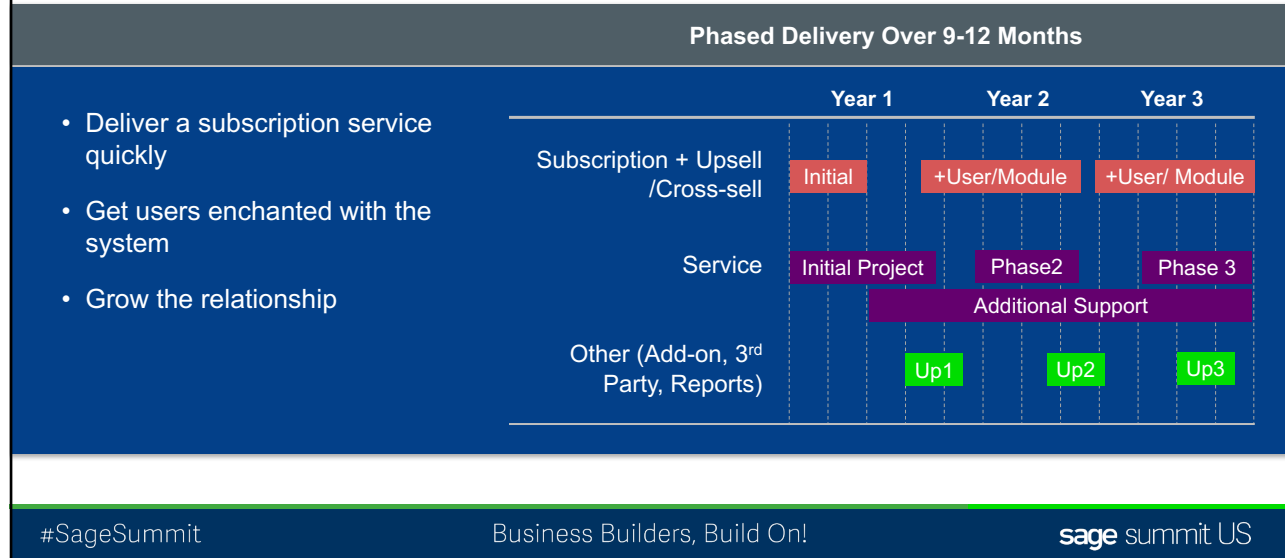 Phased Delivery Over 9-12 Months
• Deliver a subscription service
quickly
• Get users enchanted with the
system
• Grow the relationship
Year 1 Year 2 Year 3
Subscription + Upsell
/Cross-sell
Initial +User/Module +User/ Module
Service Initial Project Phase2 Phase 3
Additional Support
Other (Add-on, 3rd
Party, Reports)
Up1 Up2 Up3
#SageSummit Business Builders, Build On! sage summit US